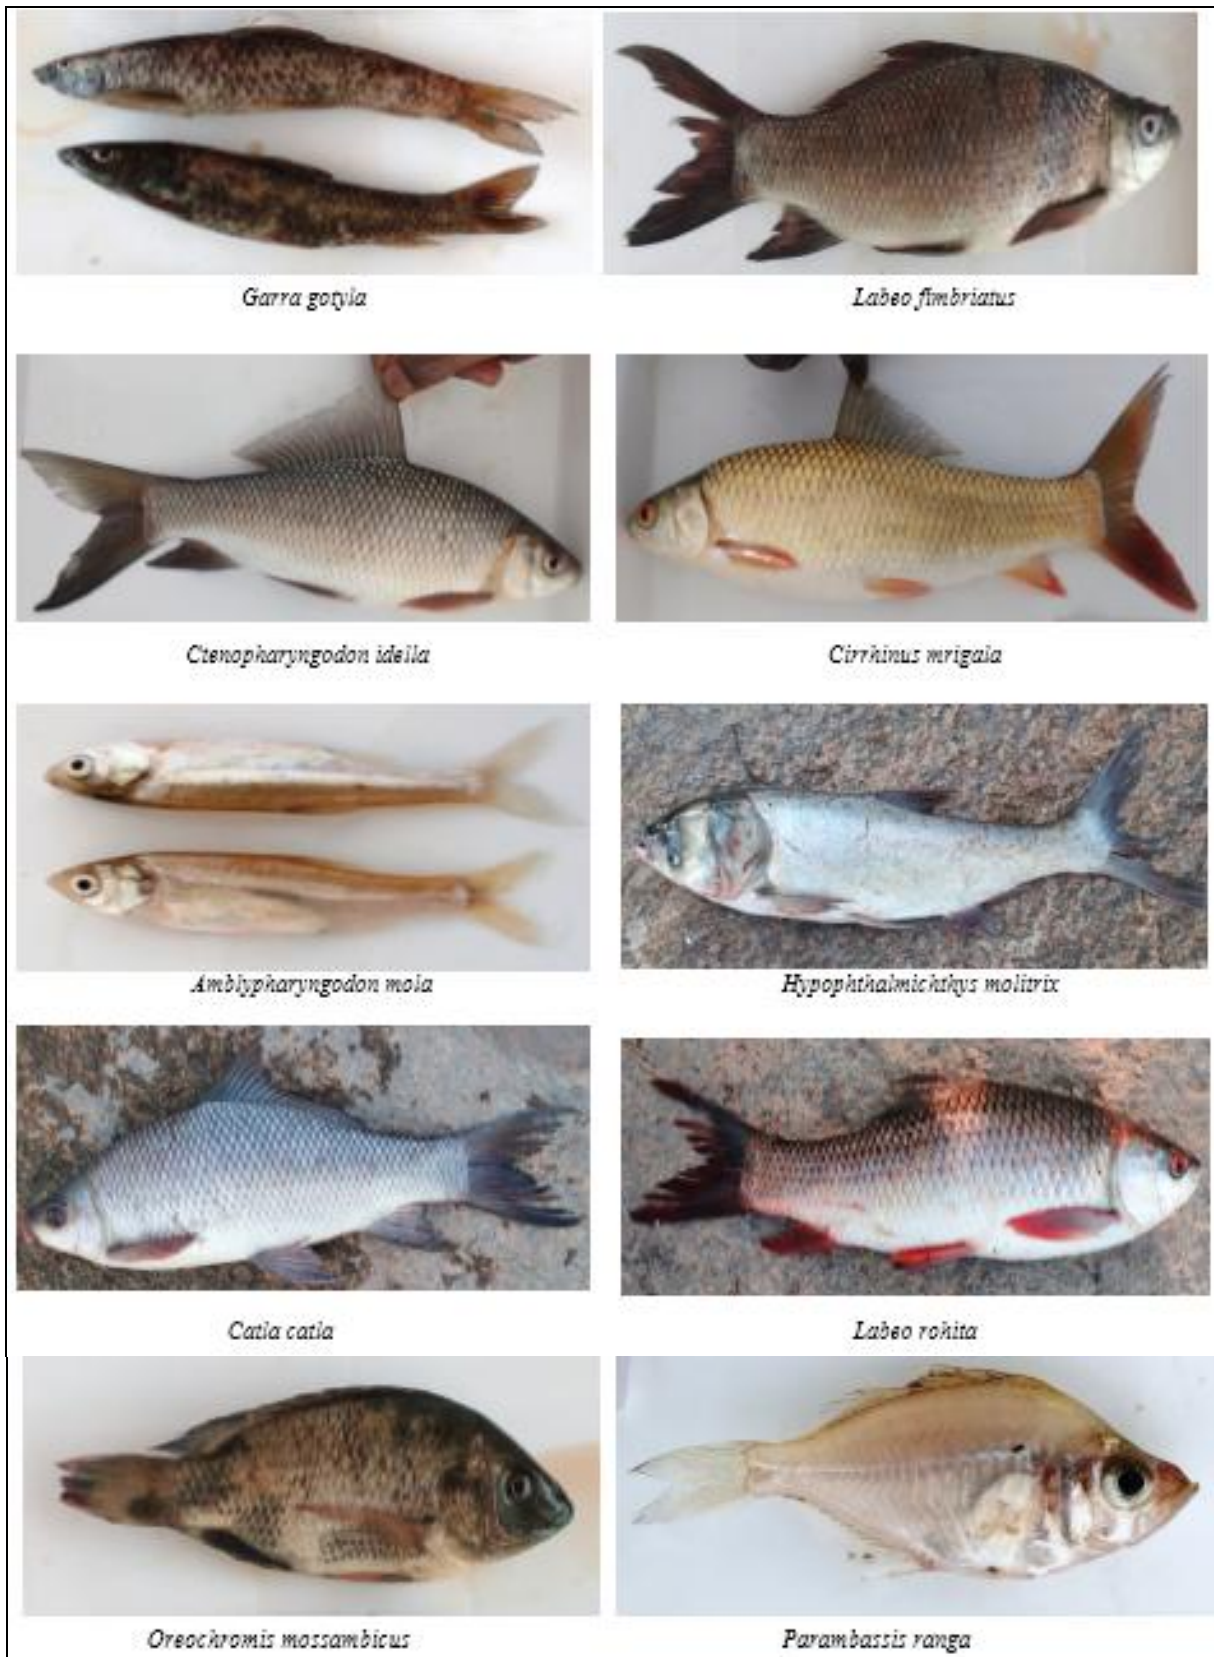 Garra gotyla
Labeo fimbriatus
Ctenopharyngodon idella
Cirrhinus mrigala
Amblypharyngodon mola
Hypophthalmichthys molitrix
Catla catla
Labeo rohita
Oreochromis mossambicus
Parambassis ranga